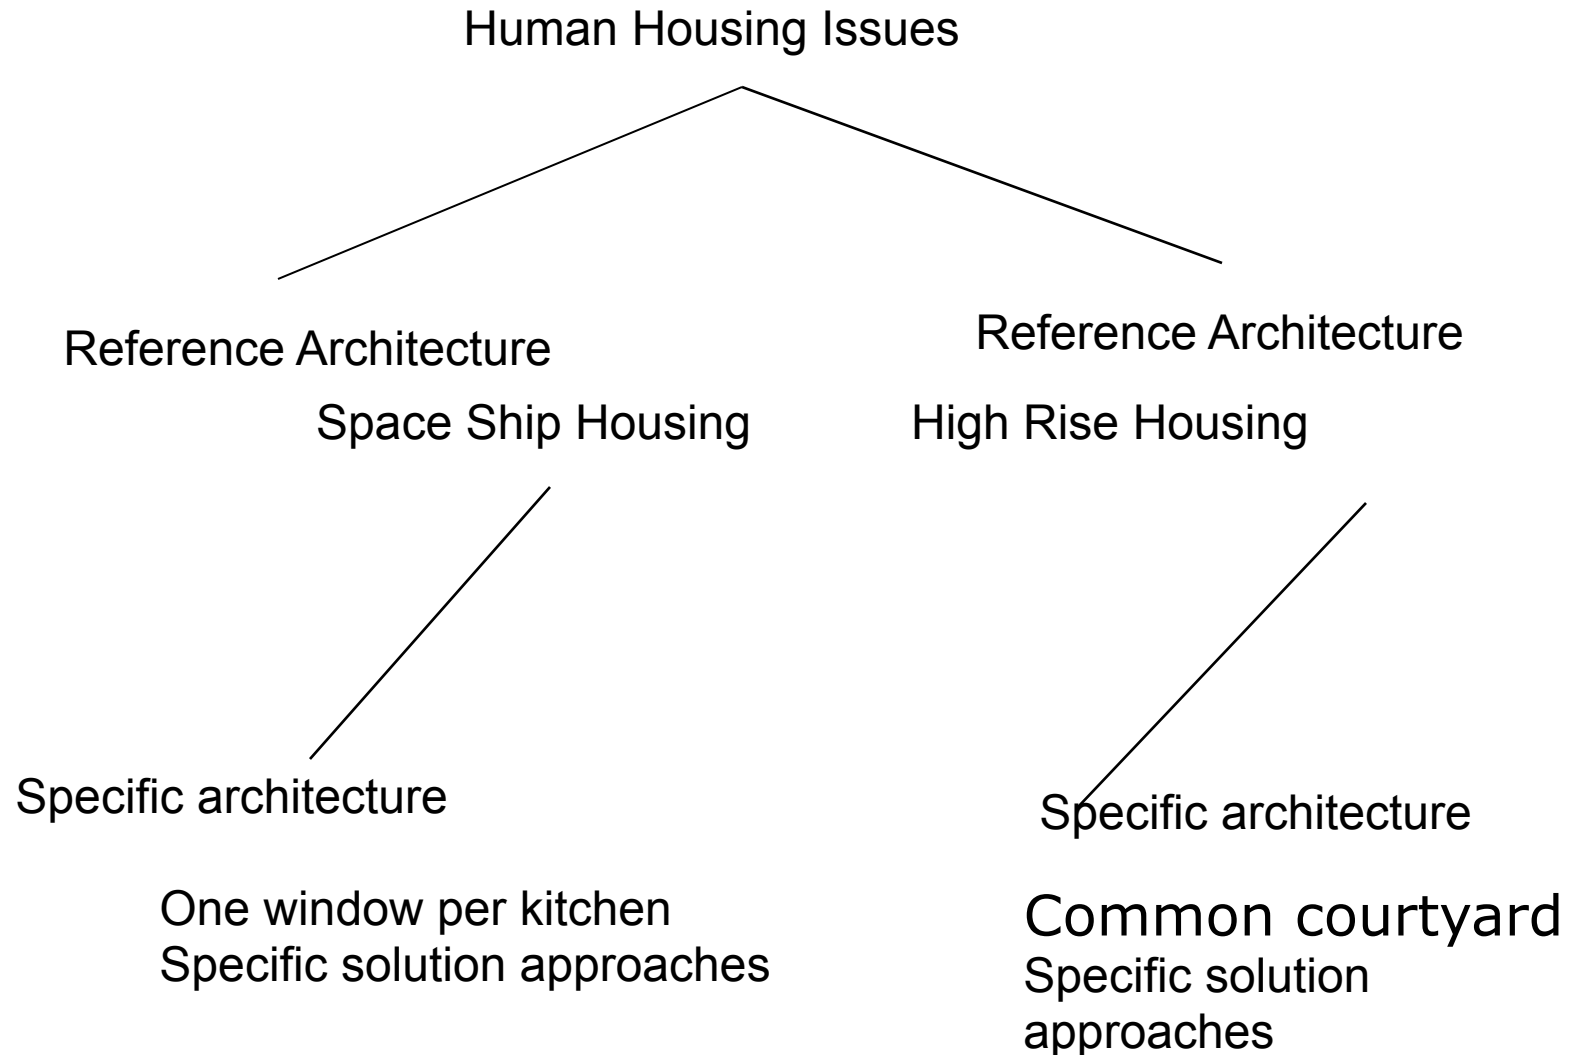 Human Housing Issues
Reference Architecture
Space Ship Housing
Reference Architecture
High Rise Housing
Specific architecture
One window per kitchen
Specific solution approaches
Specific architecture
Common courtyard
Specific solution
approaches